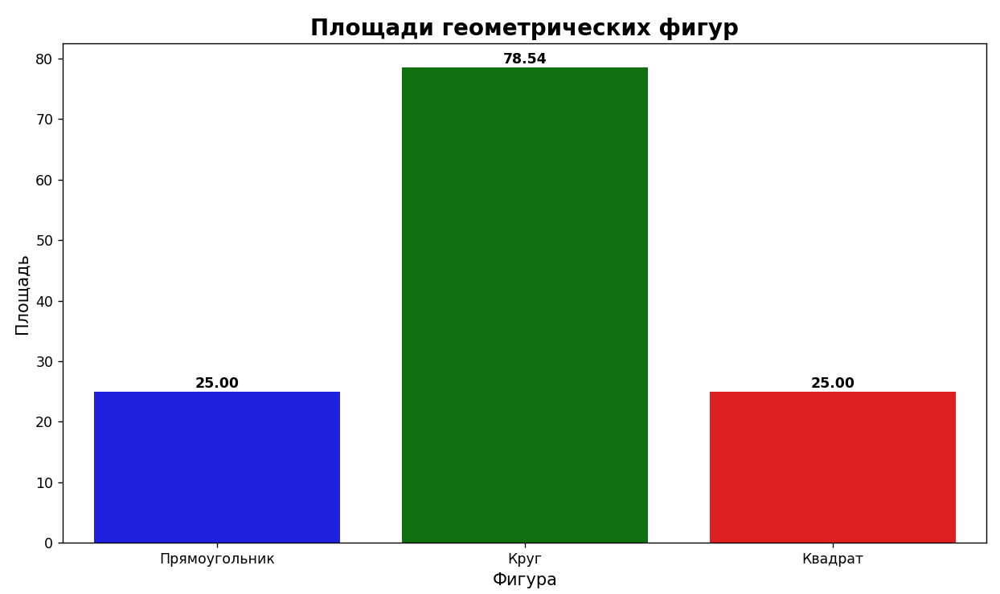 Площади геометрических фигур
80
70
60
50
40
30
20
10
0
Площадь
25.00
78.54
25.00
Прямоугольник
Круг
Квадрат
Фигура